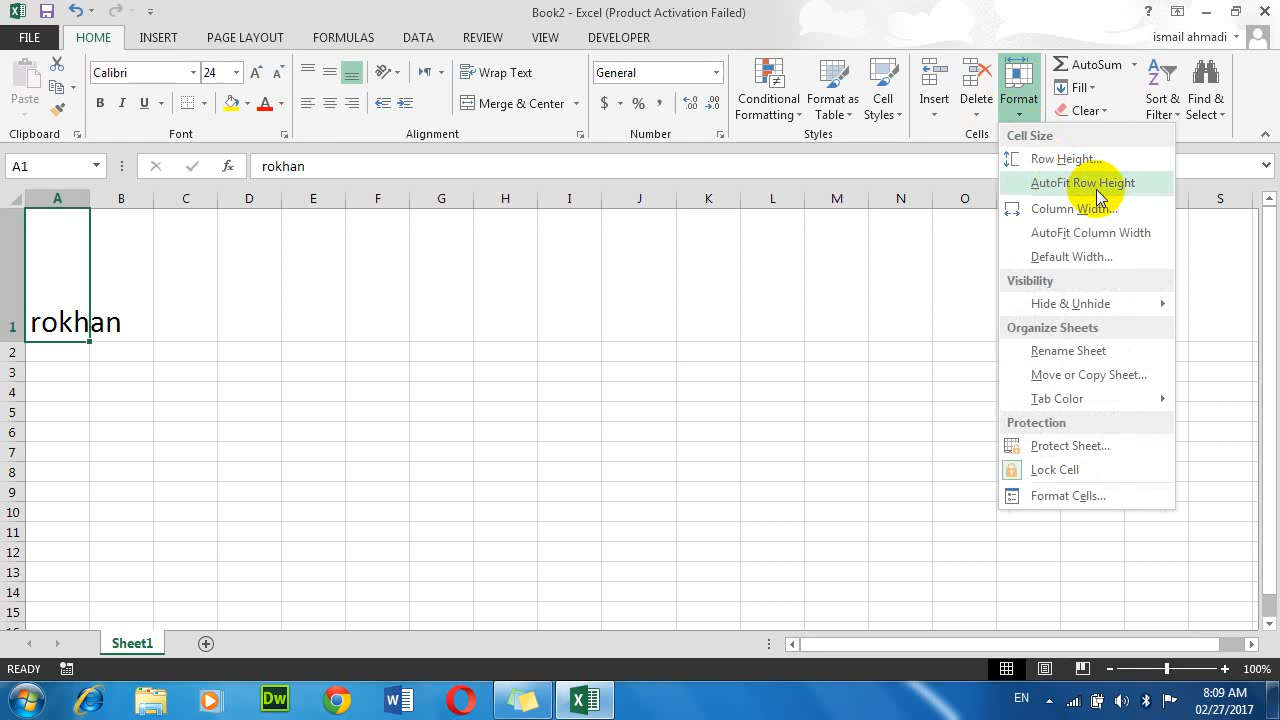 Book2 - Excel (Product Activation Failed)
FILE HOME INSERT PAGE LAYOUT FORMULAS DATA REVIEW VIEW DEVELOPER ismail ahmadi
Paste
Clipboard
Calibri 24
B I U
Font
Wrap Text
Merge & Center
Alignment
General
$ % ,
Number
Conditional Formatting
Format as Table
Cell Styles
Styles
Insert Delete Format
Cells
AutoSum
Fill
Clear
Sort & Filter
Find & Select
A1 fx rokhan
A B C D E F G H I J K L M N O S
1 rokhan
2
3
4
5
6
7
8
9
10
11
12
13
14
15
Cell Size
Row Height...
AutoFit Row Height
Column Width...
AutoFit Column Width
Default Width...
Visibility
Hide & Unhide
Organize Sheets
Rename Sheet
Move or Copy Sheet...
Tab Color
Protection
Protect Sheet...
Lock Cell
Format Cells...
Sheet1
READY 100%
Dw EN 8:09 AM
02/27/2017